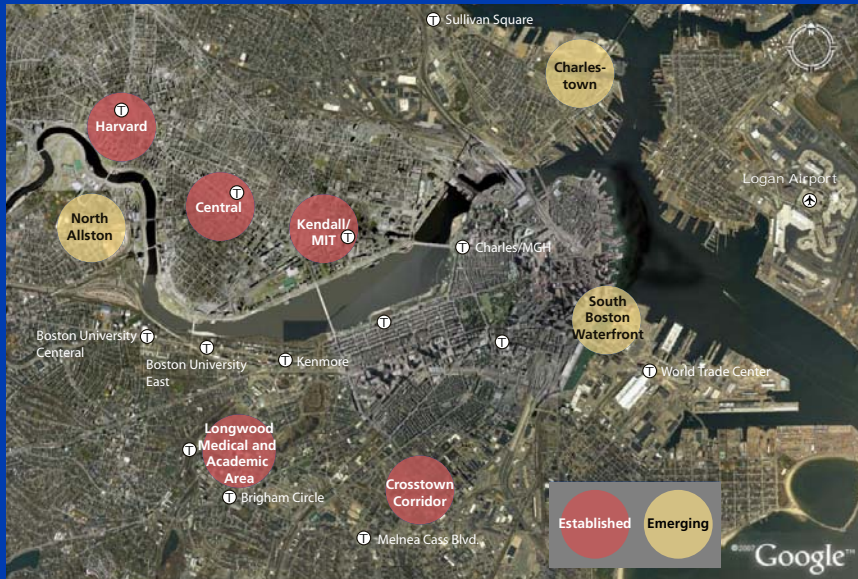 T Sullivan Square
Charles-
town
T
Harvard
T
Central
Logan Airport
North
Allston
Kendall/
MIT
T
T Charles/MGH
South
Boston
Waterfront
T
T
T
Boston University
Centeral
T
Boston University
East
T Kenmore
T World Trade Center
Longwood
Medical and
Academic
Area
T
T Brigham Circle
Crosstown
Corridor
T Melnea Cass Blvd.
Established
Emerging
©2007 Google™